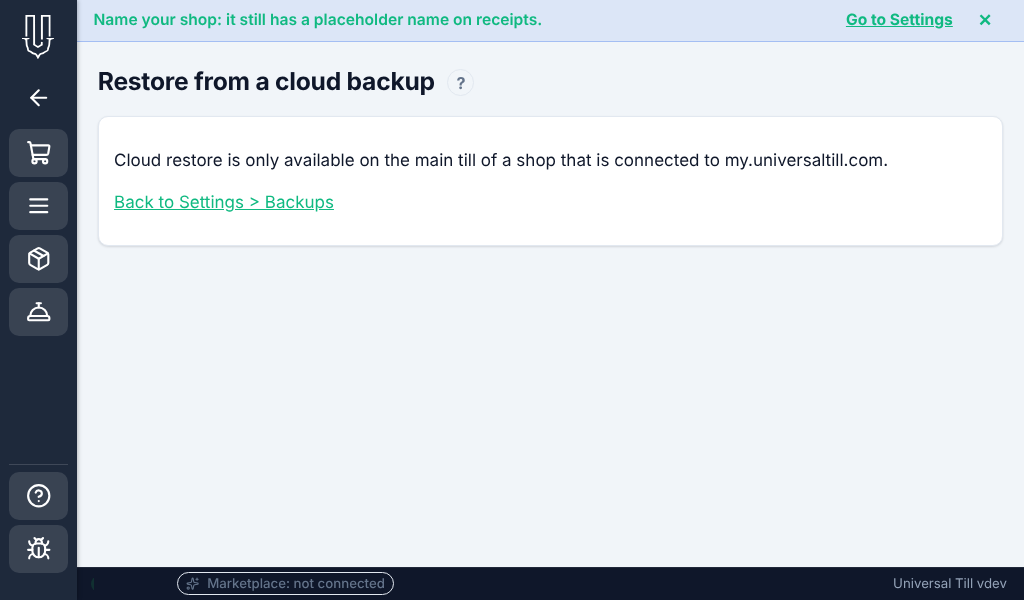 Name your shop: it still has a placeholder name on receipts.
Go to Settings
Restore from a cloud backup
?
Cloud restore is only available on the main till of a shop that is connected to my.universaltill.com.
Back to Settings > Backups
Marketplace: not connected
Universal Till vdev